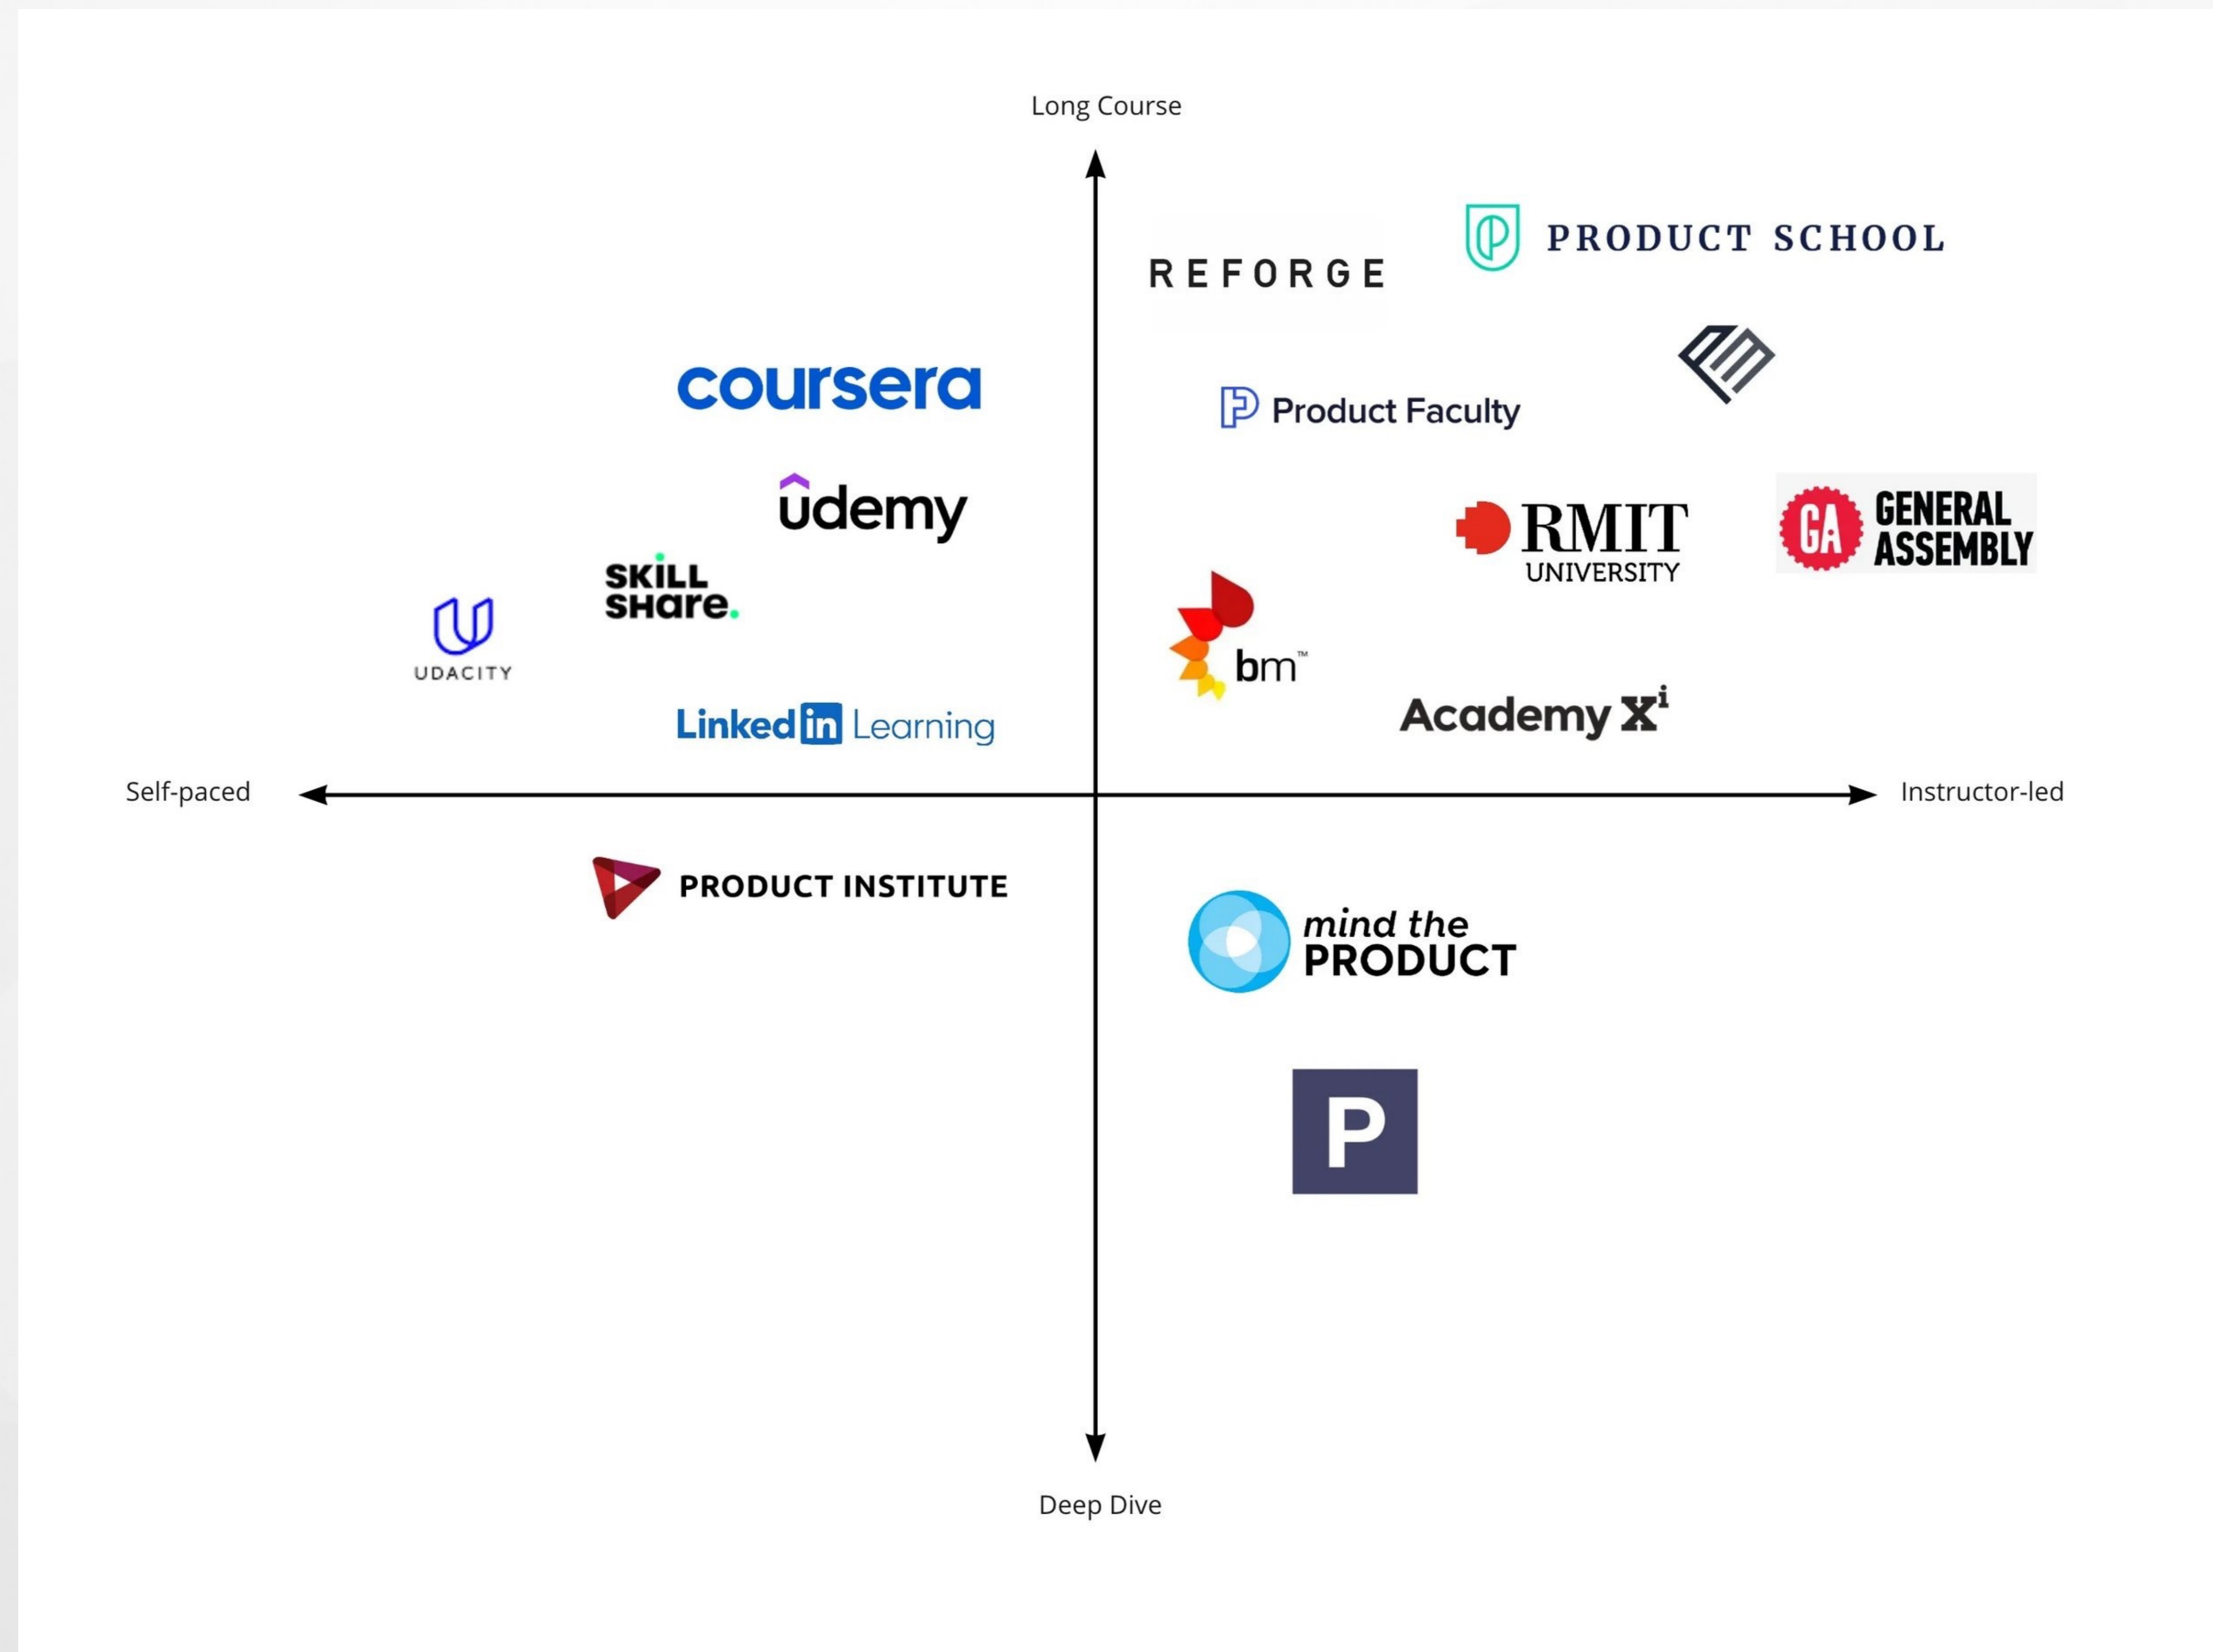 Long Course
PRODUCT SCHOOL
REFORGE
coursera
Product Faculty
udemy
RMIT
UNIVERSITY
GA
GENERAL
ASSEMBLY
SKILL
SHare.
UDACITY
bm™
LinkedIn Learning
Academy Xi
Self-paced
Instructor-led
PRODUCT INSTITUTE
mind the
PRODUCT
P
Deep Dive